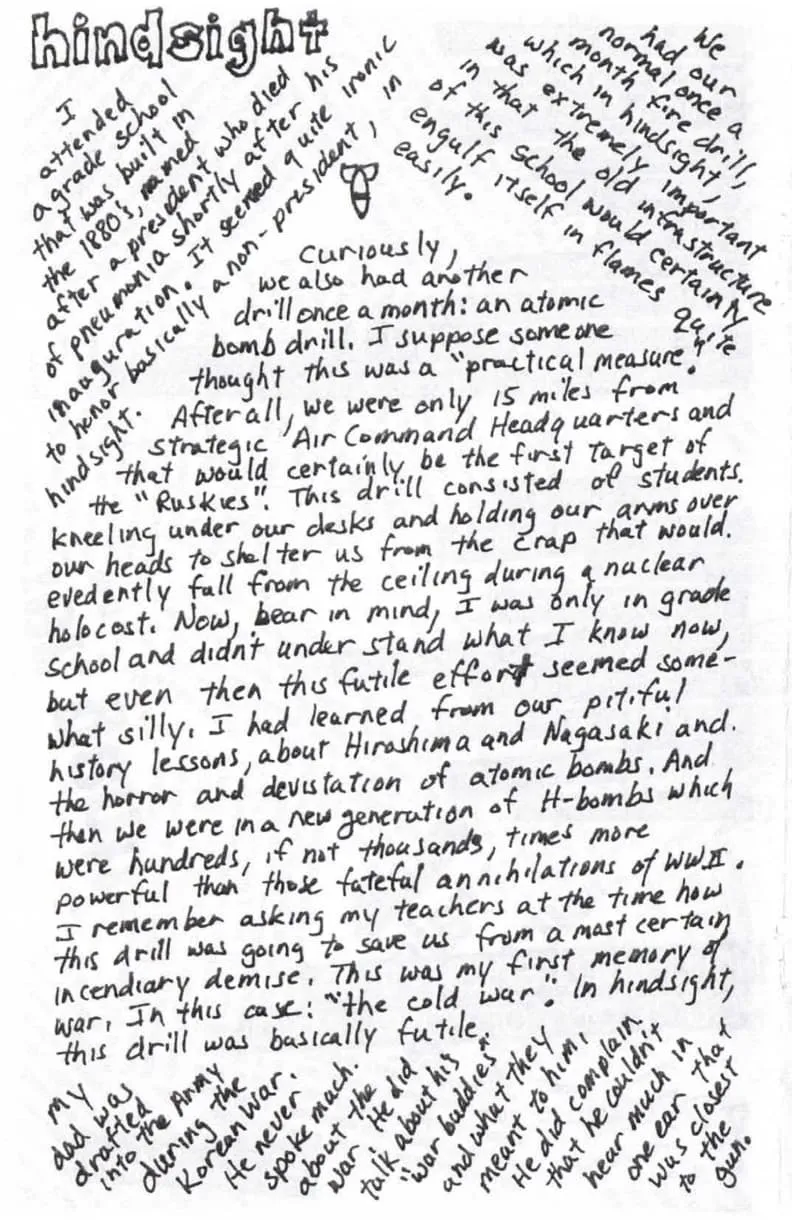 hindsight
I
attended
a grade school
that was built in
the 1880's, named
after a president who died
of pneumonia shortly after his
inauguration. It seemed quite ironic
to honor basically a non-president, in
hindsight.
We
had our
normal once a
month fire drill,
which in hindsight,
was extremely important
in that the old infrastructure
of this school would certainly
engulf itself in flames quite
easily.
Curiously,
we also had another
drill once a month: an atomic
bomb drill. I suppose someone
thought this was a "practical measure."
After all, we were only 15 miles from
Strategic Air Command Headquarters and
that would certainly be the first target of
the "Ruskies". This drill consisted of students.
kneeling under our desks and holding our arms over
our heads to shelter us from the crap that would.
evedently fall from the ceiling during a nuclear
holocost. Now, bear in mind, I was only in grade
school and didn't under stand what I know now,
but even then this futile effort seemed some-
what silly. I had learned from our pitiful
history lessons, about Hiroshima and Nagasaki and.
the horror and devistation of atomic bombs. And
then we were in a new generation of H-bombs which
were hundreds, if not thousands, times more
powerful than those fateful annihilations of WWII.
I remember asking my teachers at the time how
this drill was going to save us from a most certain
incendiary demise. This was my first memory of
war. In this case: "the cold war". In hindsight,
this drill was basically futile.
My
dad was
drafted
into the Army
during the
Korean War.
He never
spoke much.
about the
war. He did
talk about his
"war buddies"
and what they
meant to him.
He did complain.
that he couldn't
hear much in
one ear that
was closest
to the
gun.